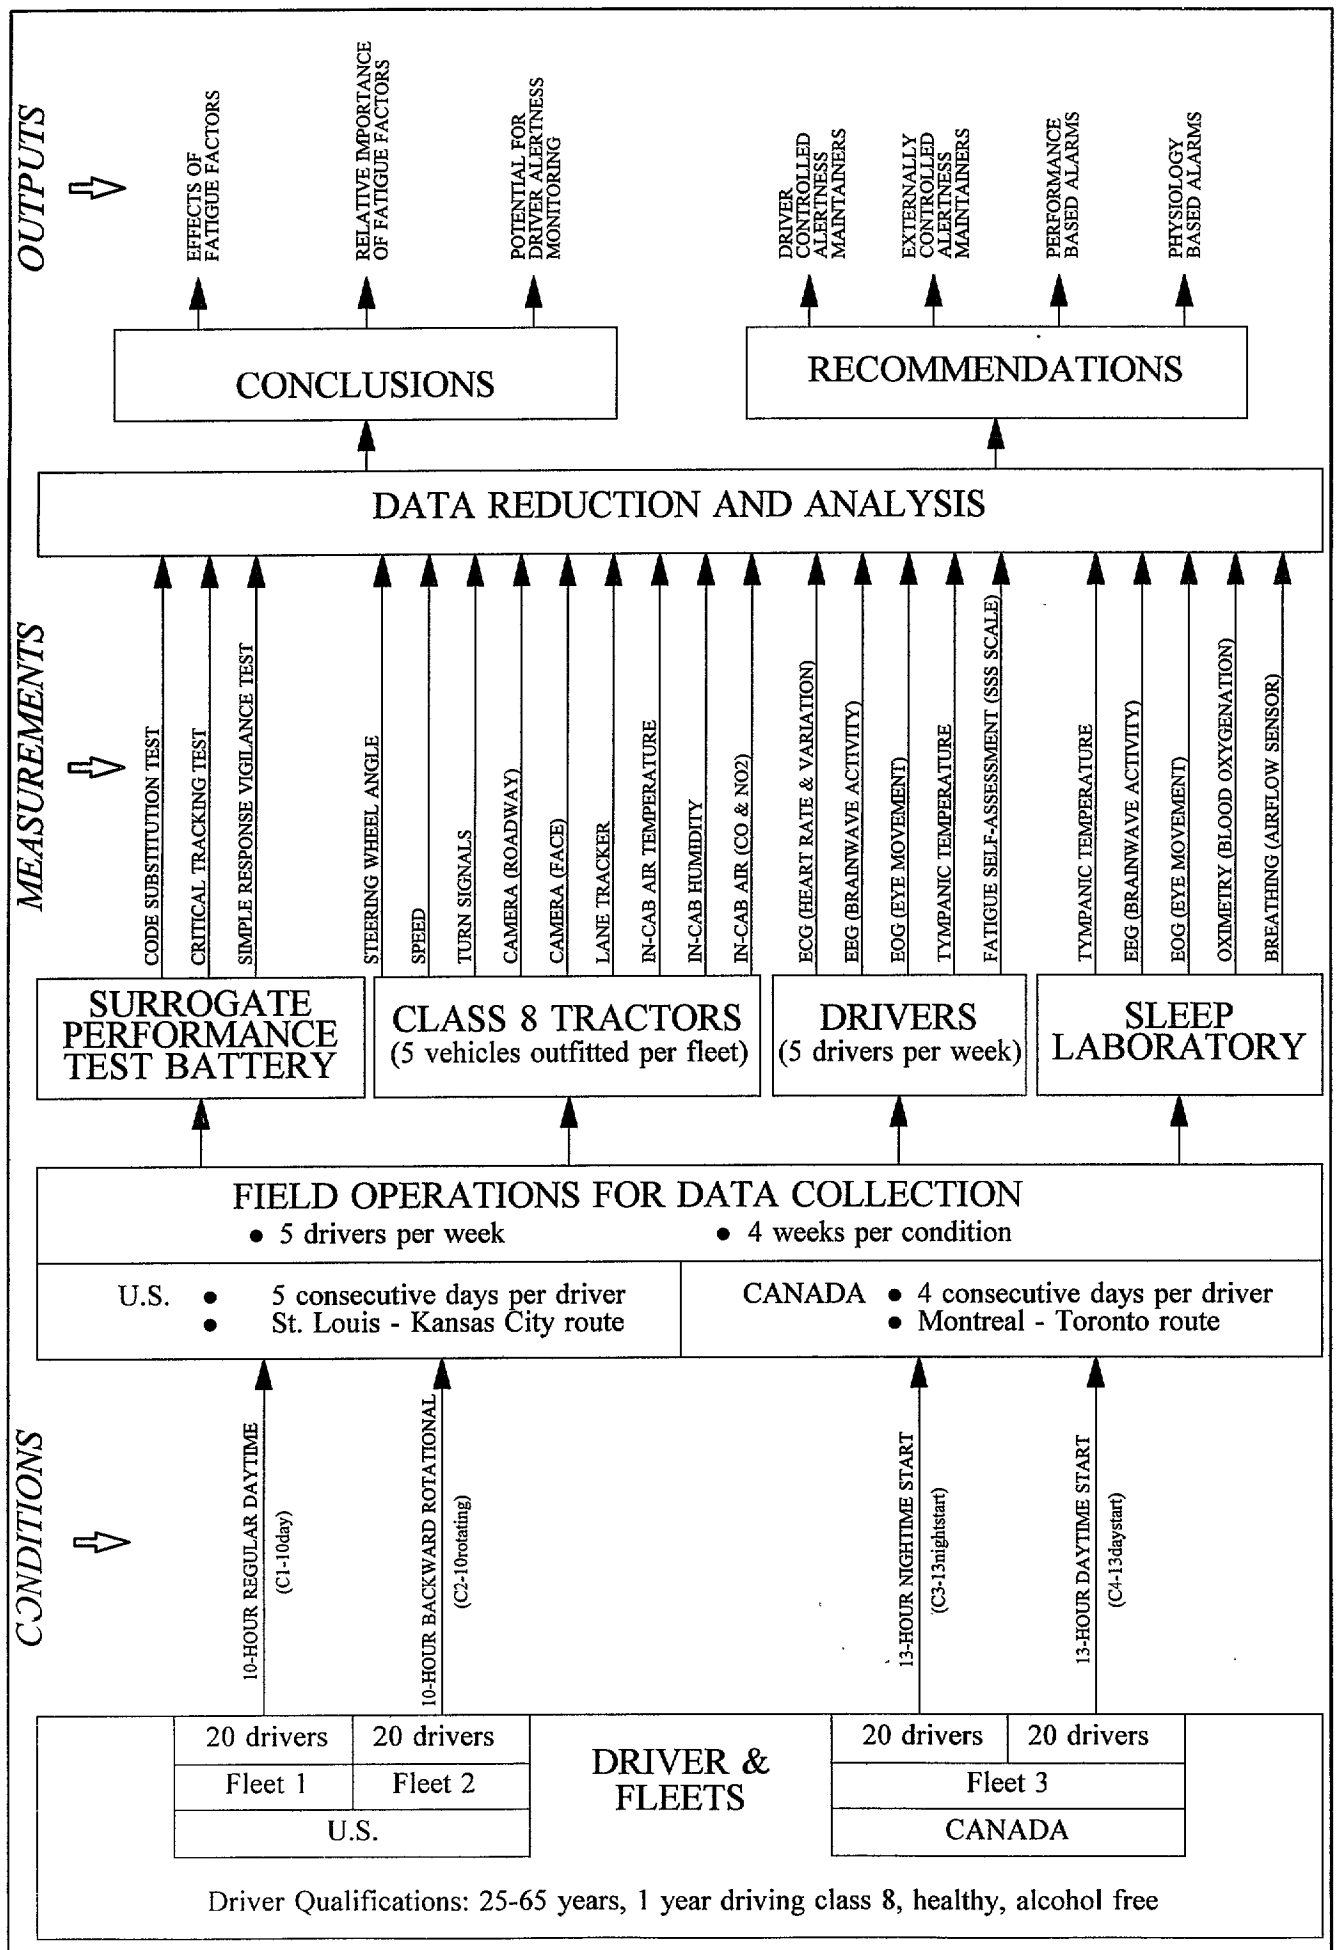 OUTPUTS
EFFECTS OF
FATIGUE FACTORS
RELATIVE IMPORTANCE
OF FATIGUE FACTORS
POTENTIAL FOR
DRIVER ALERTNESS
MONITORING
DRIVER
CONTROLLED
ALERTNESS
MAINTAINERS
EXTERNALLY
CONTROLLED
ALERTNESS
MAINTAINERS
PERFORMANCE
BASED ALARMS
PHYSIOLOGY
BASED ALARMS
CONCLUSIONS
RECOMMENDATIONS
DATA REDUCTION AND ANALYSIS
MEASUREMENTS
CODE SUBSTITUTION TEST
CRITICAL TRACKING TEST
SIMPLE RESPONSE VIGILANCE TEST
STEERING WHEEL ANGLE
SPEED
TURN SIGNALS
CAMERA (ROADWAY)
CAMERA (FACE)
LANE TRACKER
IN-CAB AIR TEMPERATURE
IN-CAB HUMIDITY
IN-CAB AIR (CO & NO2)
ECG (HEART RATE & VARIATION)
EEG (BRAINWAVE ACTIVITY)
EOG (EYE MOVEMENT)
TYMPANIC TEMPERATURE
FATIGUE SELF-ASSESSMENT (SSS SCALE)
TYMPANIC TEMPERATURE
EEG (BRAINWAVE ACTIVITY)
EOG (EYE MOVEMENT)
OXIMETRY (BLOOD OXYGENATION)
BREATHING (AIRFLOW SENSOR)
SURROGATE
PERFORMANCE
TEST BATTERY
CLASS 8 TRACTORS
(5 vehicles outfitted per fleet)
DRIVERS
(5 drivers per week)
SLEEP
LABORATORY
FIELD OPERATIONS FOR DATA COLLECTION
● 5 drivers per week
● 4 weeks per condition
U.S. ● 5 consecutive days per driver
● St. Louis - Kansas City route
CANADA ● 4 consecutive days per driver
● Montreal - Toronto route
CONDITIONS
10-HOUR REGULAR DAYTIME
(C1-10day)
10-HOUR BACKWARD ROTATIONAL
(C2-10rotating)
13-HOUR NIGHTIME START
(C3-13nightstart)
13-HOUR DAYTIME START
(C4-13daystart)
20 drivers
20 drivers
Fleet 1
Fleet 2
U.S.
DRIVER &
FLEETS
20 drivers
20 drivers
Fleet 3
CANADA
Driver Qualifications: 25-65 years, 1 year driving class 8, healthy, alcohol free